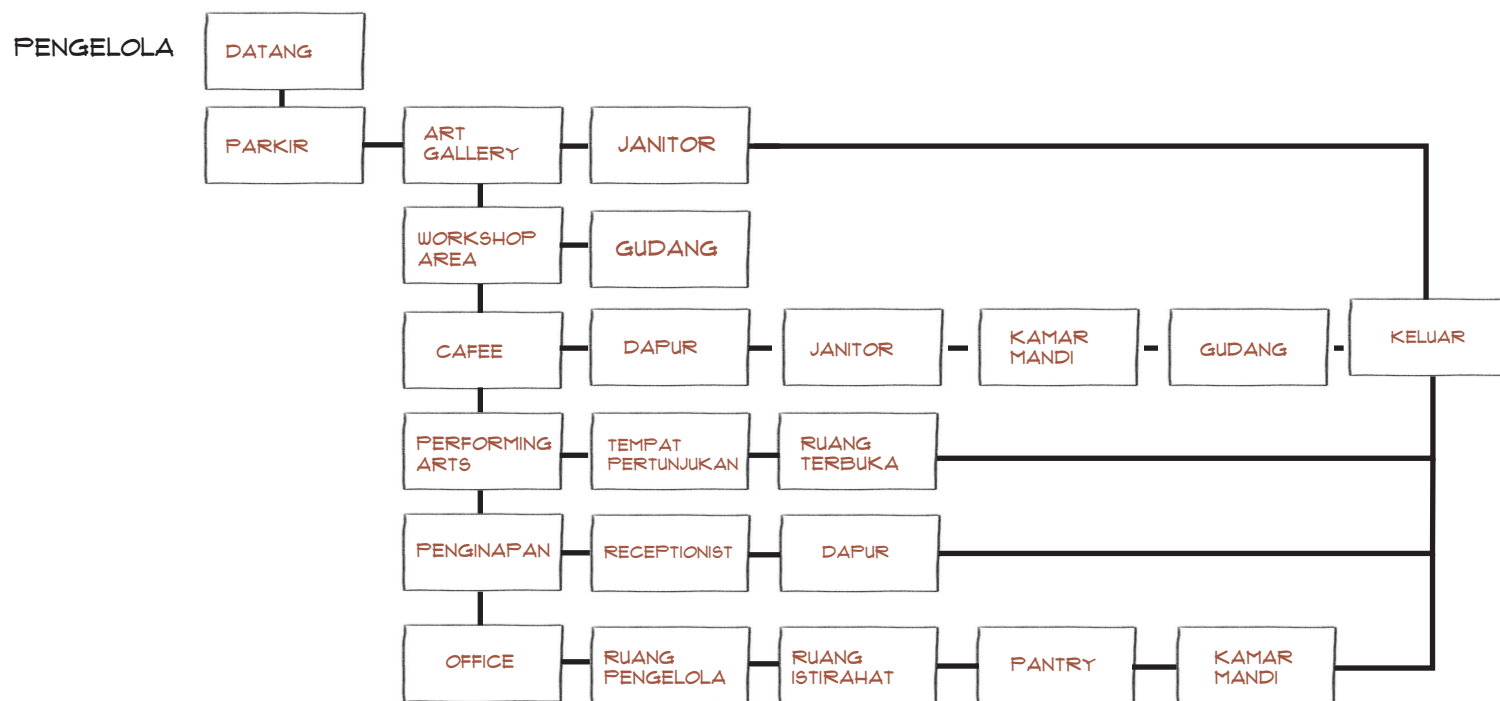 PENGELOLA
DATANG
PARKIR
ART
GALLERY
JANITOR
WORKSHOP
AREA
GUDANG
CAFEE
DAPUR
JANITOR
KAMAR
MANDI
GUDANG
KELUAR
PERFORMING
ARTS
TEMPAT
PERTUNJUKAN
RUANG
TERBUKA
PENGINAPAN
RECEPTIONIST
DAPUR
OFFICE
RUANG
PENGELOLA
RUANG
ISTIRAHAT
PANTRY
KAMAR
MANDI